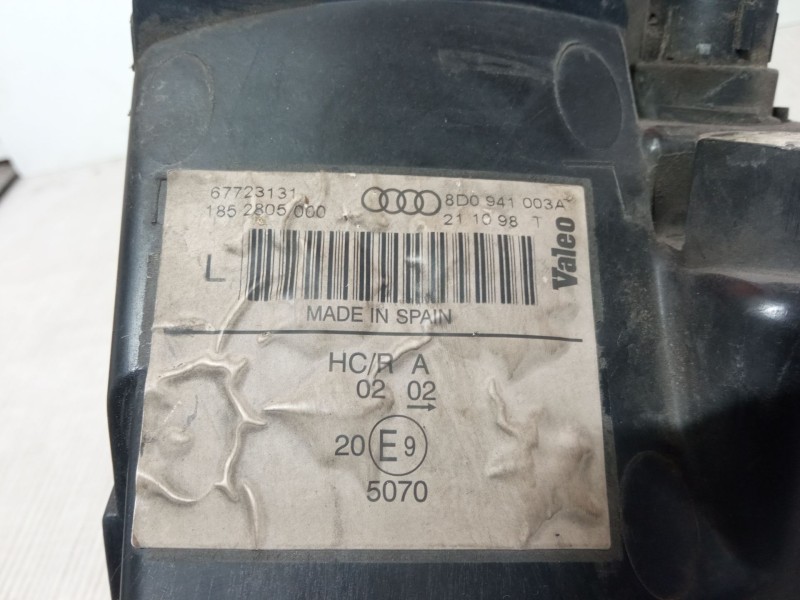 67723131 8D0 941 003A
185 2805 000 21 10 98 T
Valeo
L
MADE IN SPAIN
HC/R A
02 02
20 E9
5070